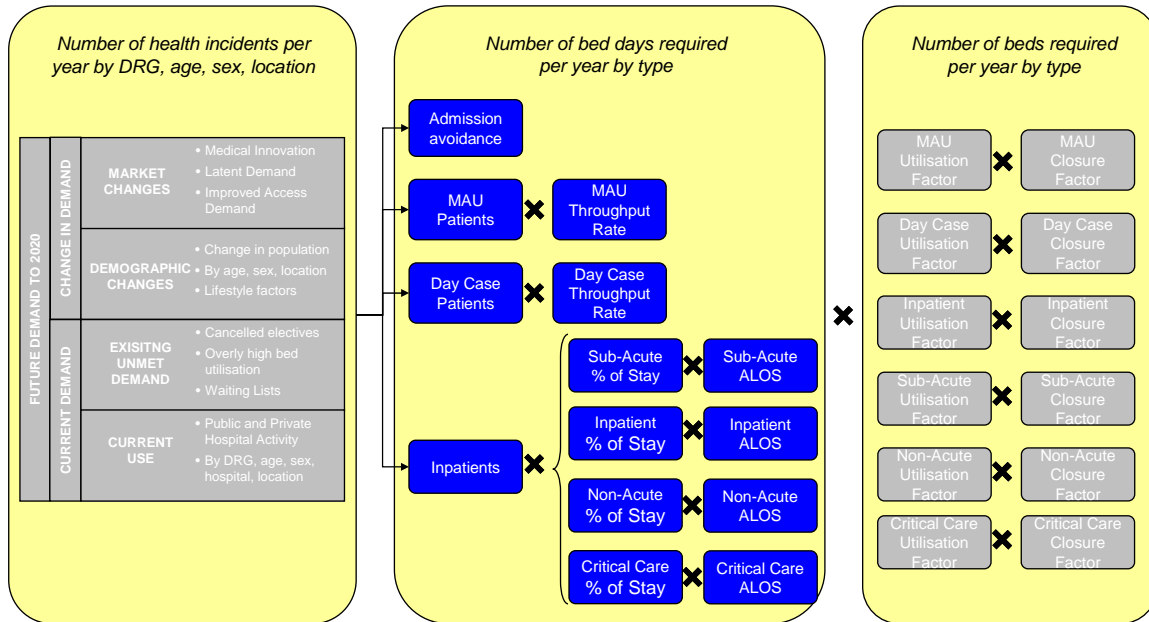 Number of health incidents per
year by DRG, age, sex, location
FUTURE DEMAND TO 2020
CHANGE IN DEMAND
MARKET
CHANGES
• Medical Innovation
• Latent Demand
• Improved Access
Demand
DEMOGRAPHIC
CHANGES
• Change in population
• By age, sex, location
• Lifestyle factors
CURRENT DEMAND
EXISITNG
UNMET
DEMAND
• Cancelled electives
• Overly high bed
utilisation
• Waiting Lists
CURRENT
USE
• Public and Private
Hospital Activity
• By DRG, age, sex,
hospital, location
Number of bed days required
per year by type
Admission
avoidance
MAU
Patients
MAU
Throughput
Rate
Day Case
Patients
Day Case
Throughput
Rate
Inpatients
Sub-Acute
% of Stay
Sub-Acute
ALOS
Inpatient
% of Stay
Inpatient
ALOS
Non-Acute
% of Stay
Non-Acute
ALOS
Critical Care
% of Stay
Critical Care
ALOS
Number of beds required
per year by type
MAU
Utilisation
Factor
MAU
Closure
Factor
Day Case
Utilisation
Factor
Day Case
Closure
Factor
Inpatient
Utilisation
Factor
Inpatient
Closure
Factor
Sub-Acute
Utilisation
Factor
Sub-Acute
Closure
Factor
Non-Acute
Utilisation
Factor
Non-Acute
Closure
Factor
Critical Care
Utilisation
Factor
Critical Care
Closure
Factor